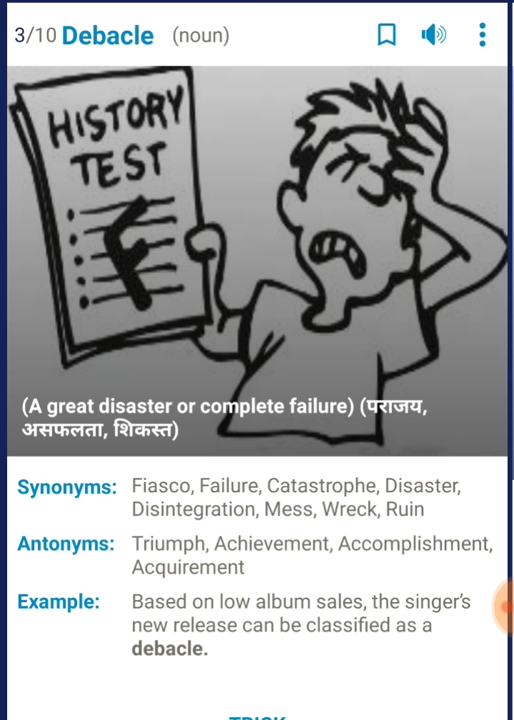 3/10 Debacle (noun)
HISTORY
TEST
F
(A great disaster or complete failure) (पराजय,
असफलता, शिकस्त)
Synonyms: Fiasco, Failure, Catastrophe, Disaster,
Disintegration, Mess, Wreck, Ruin
Antonyms: Triumph, Achievement, Accomplishment,
Acquirement
Example: Based on low album sales, the singer's
new release can be classified as a
debacle.